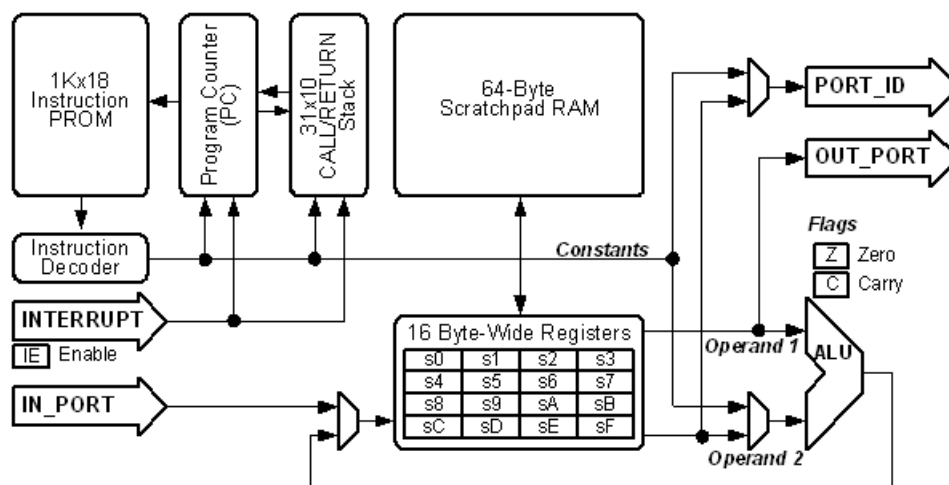 1Kx18
Instruction
PROM
Program Counter
(PC)
31x10
CALL/RETURN
Stack
64-Byte
Scratchpad RAM
PORT_ID
OUT_PORT
Instruction
Decoder
Constants
Flags
Z Zero
C Carry
INTERRUPT
IE Enable
16 Byte-Wide Registers
s0 s1 s2 s3
s4 s5 s6 s7
s8 s9 sA sB
sC sD sE sF
Operand 1
ALU
IN_PORT
Operand 2